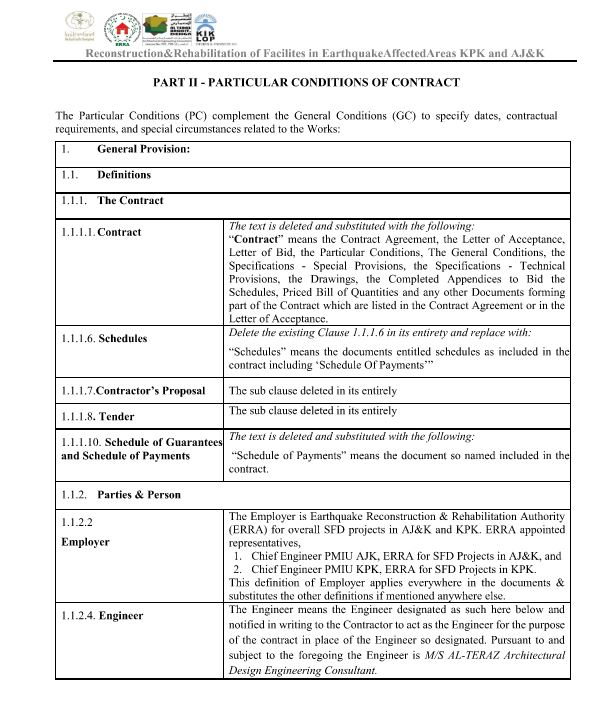 ERRA
KIK
LOP
Reconstruction&Rehabilitation of Facilites in EarthquakeAffectedAreas KPK and AJ&K
PART II - PARTICULAR CONDITIONS OF CONTRACT
The Particular Conditions (PC) complement the General Conditions (GC) to specify dates, contractual
requirements, and special circumstances related to the Works:
1. General Provision:
1.1. Definitions
1.1.1. The Contract
1.1.1.1. Contract
The text is deleted and substituted with the following:
“Contract” means the Contract Agreement, the Letter of Acceptance,
Letter of Bid, the Particular Conditions, The General Conditions, the
Specifications - Special Provisions, the Specifications - Technical
Provisions, the Drawings, the Completed Appendices to Bid the
Schedules, Priced Bill of Quantities and any other Documents forming
part of the Contract which are listed in the Contract Agreement or in the
Letter of Acceptance.
1.1.1.6. Schedules
Delete the existing Clause 1.1.1.6 in its entirety and replace with:
“Schedules” means the documents entitled schedules as included in the
contract including ‘Schedule Of Payments’”
1.1.1.7.Contractor’s Proposal
The sub clause deleted in its entirely
1.1.1.8. Tender
The sub clause deleted in its entirely
1.1.1.10. Schedule of Guarantees
and Schedule of Payments
The text is deleted and substituted with the following:
“Schedule of Payments” means the document so named included in the
contract.
1.1.2. Parties & Person
1.1.2.2
Employer
The Employer is Earthquake Reconstruction & Rehabilitation Authority
(ERRA) for overall SFD projects in AJ&K and KPK. ERRA appointed
representatives,
1. Chief Engineer PMIU AJK, ERRA for SFD Projects in AJ&K, and
2. Chief Engineer PMIU KPK, ERRA for SFD Projects in KPK.
This definition of Employer applies everywhere in the documents &
substitutes the other definitions if mentioned anywhere else.
1.1.2.4. Engineer
The Engineer means the Engineer designated as such here below and
notified in writing to the Contractor to act as the Engineer for the purpose
of the contract in place of the Engineer so designated. Pursuant to and
subject to the foregoing the Engineer is M/S AL-TERAZ Architectural
Design Engineering Consultant.